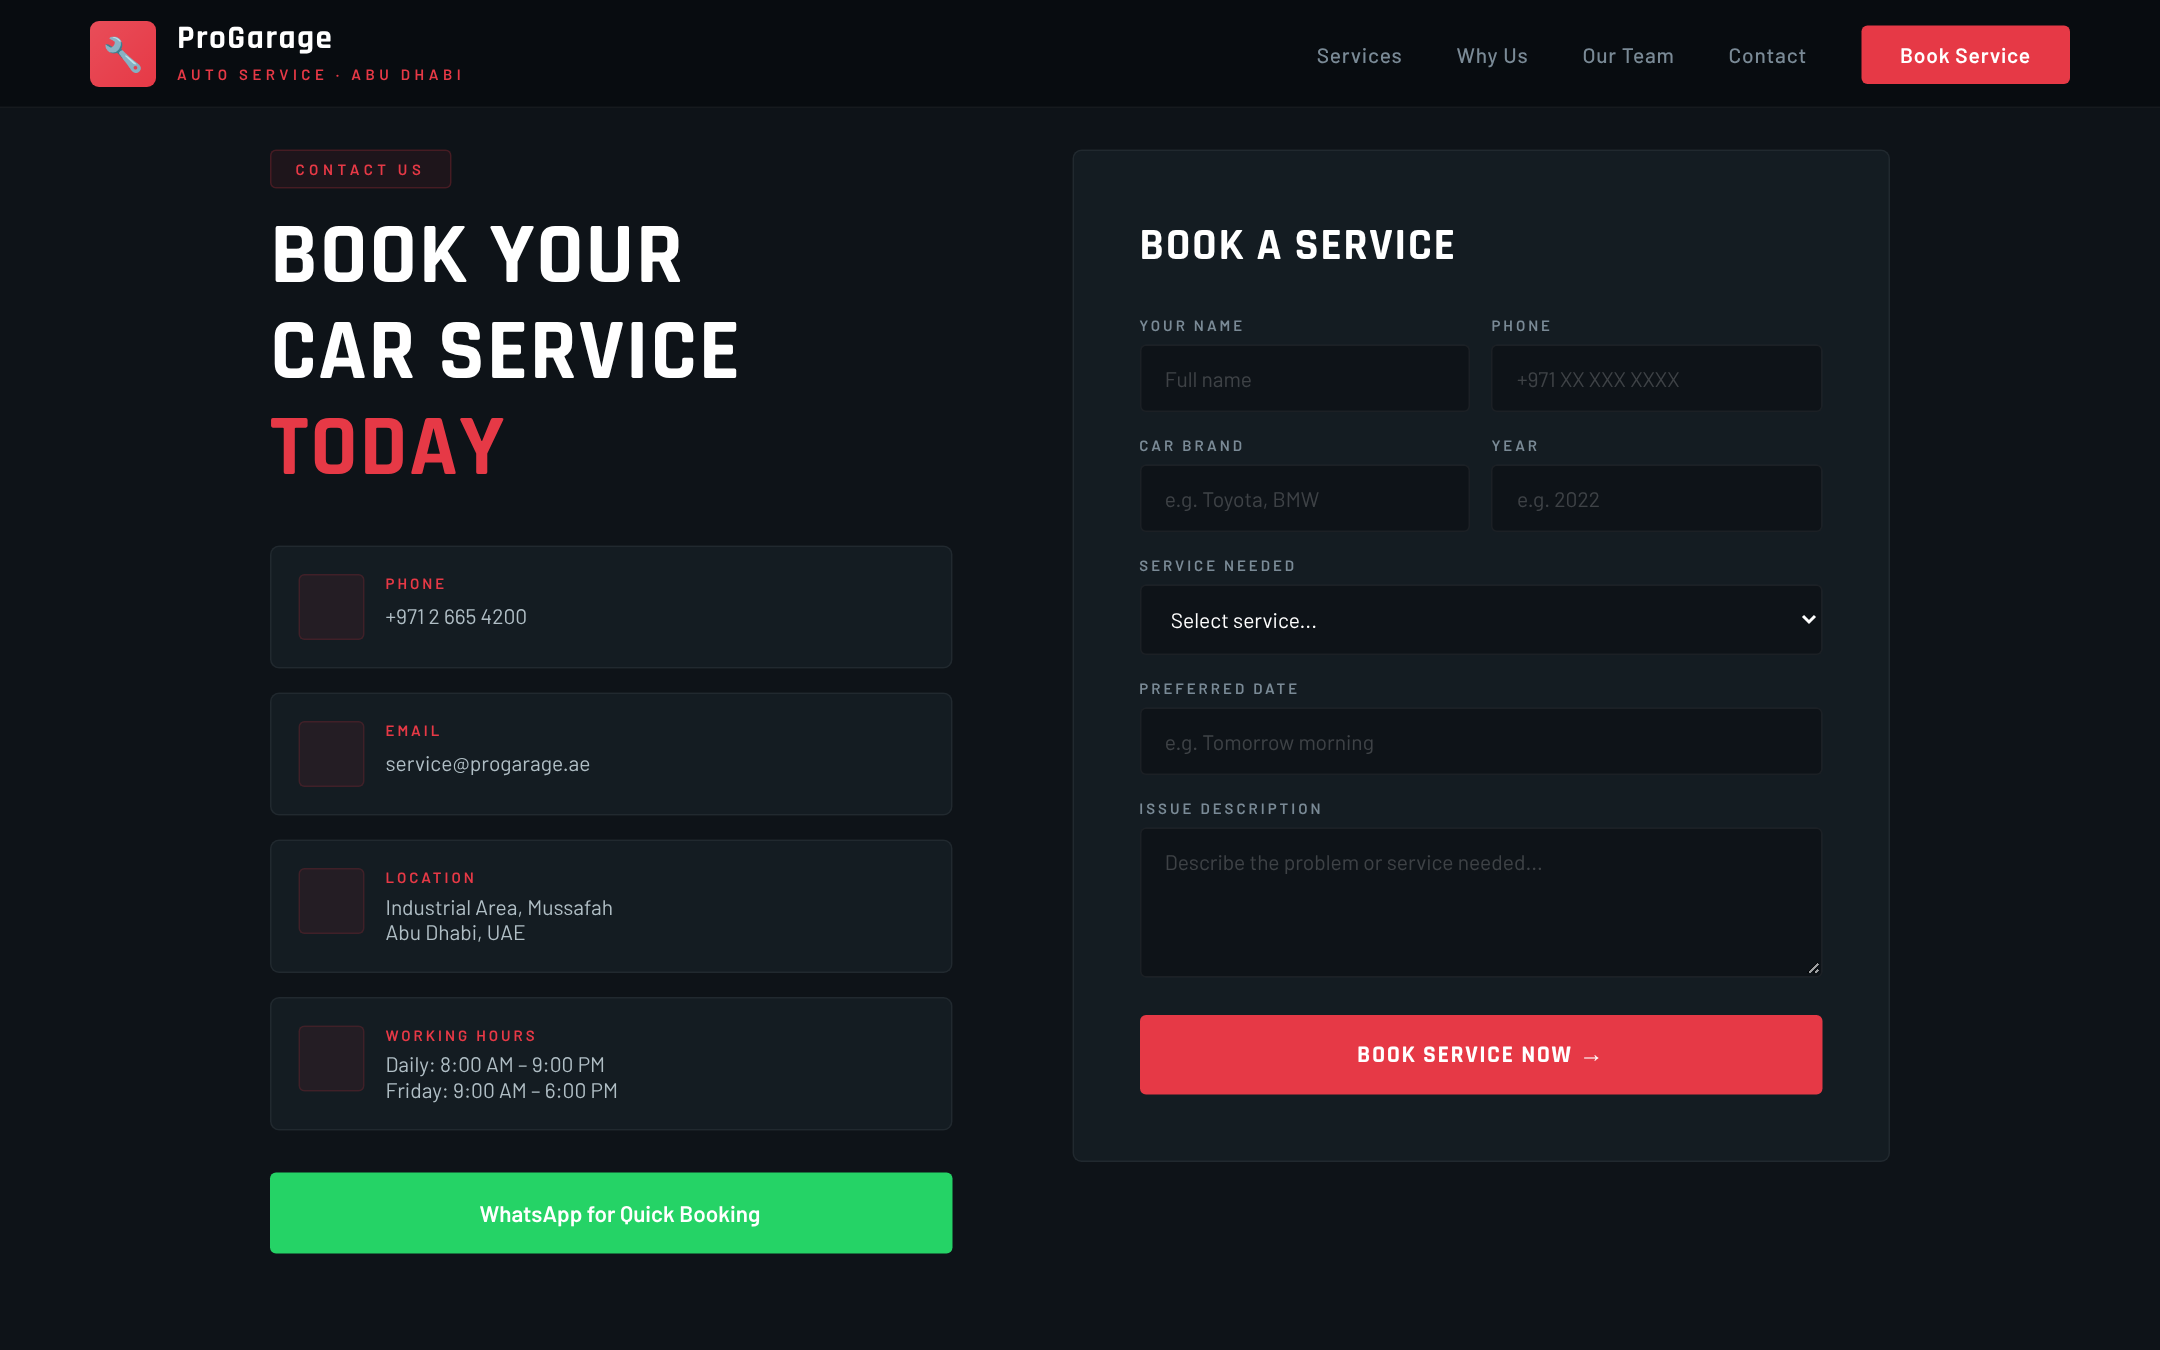 ProGarage
AUTO SERVICE · ABU DHABI
Services
Why Us
Our Team
Contact
Book Service
CONTACT US
BOOK YOUR
CAR SERVICE
TODAY
PHONE
+971 2 665 4200
EMAIL
service@progarage.ae
LOCATION
Industrial Area, Mussafah
Abu Dhabi, UAE
WORKING HOURS
Daily: 8:00 AM – 9:00 PM
Friday: 9:00 AM – 6:00 PM
WhatsApp for Quick Booking
BOOK A SERVICE
YOUR NAME
Full name
PHONE
+971 XX XXX XXXX
CAR BRAND
e.g. Toyota, BMW
YEAR
e.g. 2022
SERVICE NEEDED
Select service...
PREFERRED DATE
e.g. Tomorrow morning
ISSUE DESCRIPTION
Describe the problem or service needed...
BOOK SERVICE NOW →